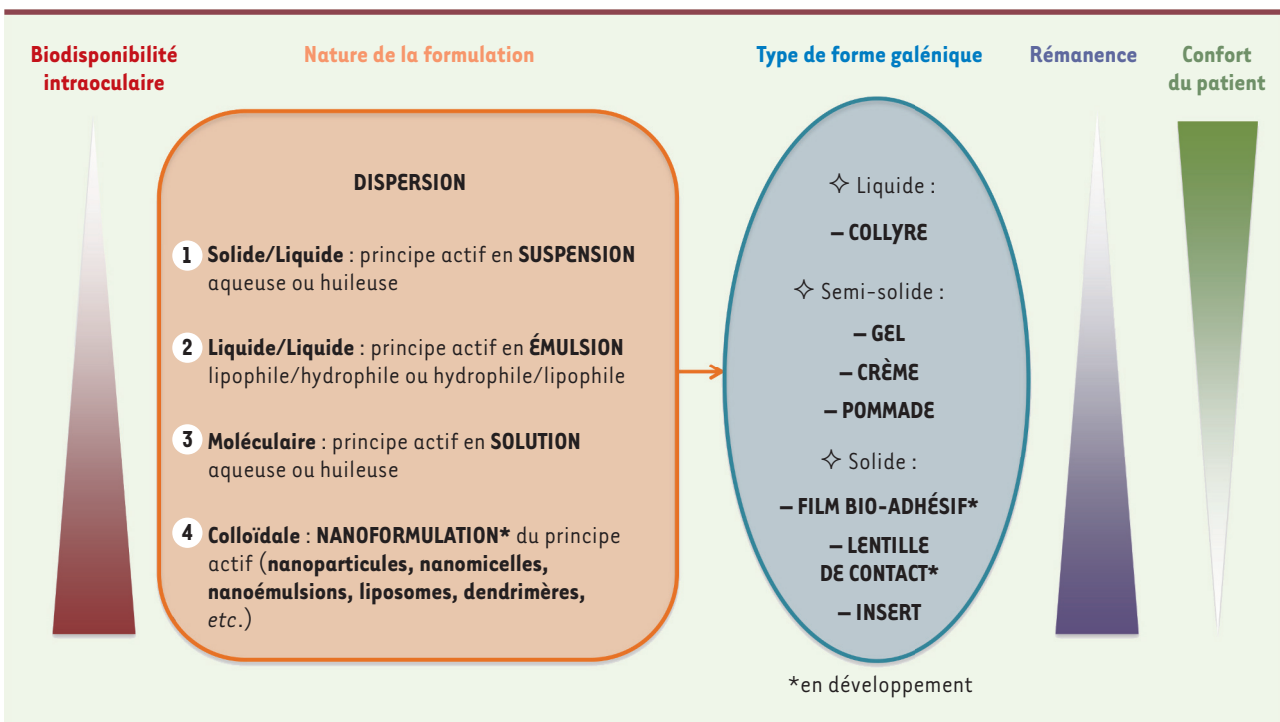 Biodisponibilité
intraoculaire
Nature de la formulation
Type de forme galénique
Rémanence
Confort
du patient
DISPERSION
1 Solide/Liquide : principe actif en SUSPENSION
aqueuse ou huileuse
2 Liquide/Liquide : principe actif en ÉMULSION
lipophile/hydrophile ou hydrophile/lipophile
3 Moléculaire : principe actif en SOLUTION
aqueuse ou huileuse
4 Colloïdale : NANOFORMULATION* du principe
actif (nanoparticules, nanomicelles,
nanoémulsions, liposomes, dendrimères,
etc.)
✧ Liquide :
– COLLYRE
✧ Semi-solide :
– GEL
– CRÈME
– POMMADE
✧ Solide :
– FILM BIO-ADHÉSIF*
– LENTILLE
DE CONTACT*
– INSERT
*en développement